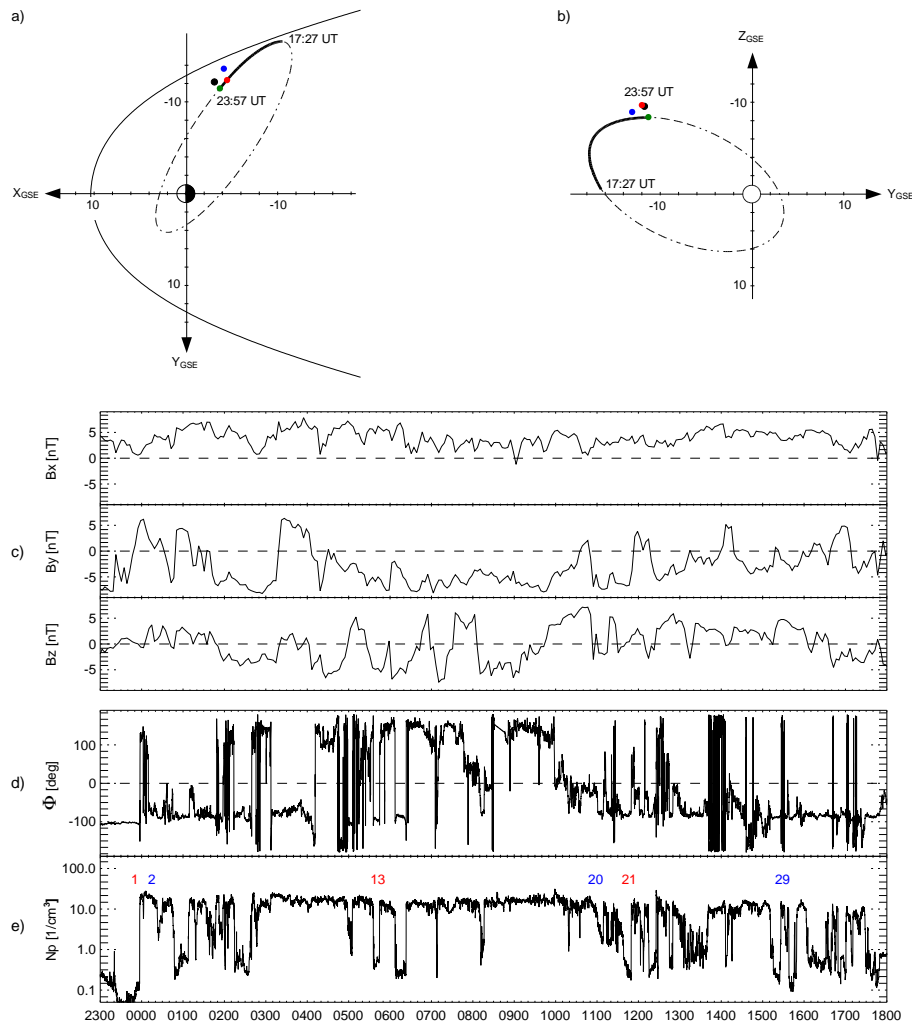 a)
b)
17:27 UT
Z_GSE
-10
23:57 UT
23:57 UT
-10
X_GSE
10
-10
17:27 UT
-10
10
Y_GSE
10
10
Y_GSE
Bx [nT]
5
0
-5
c)
By [nT]
5
0
-5
Bz [nT]
5
0
-5
d)
Φ [deg]
100
0
-100
e)
Np [1/cm³]
100.0
10.0
1.0
0.1
1 2 13 20 21 29
2300 0000 0100 0200 0300 0400 0500 0600 0700 0800 0900 1000 1100 1200 1300 1400 1500 1600 1700 1800